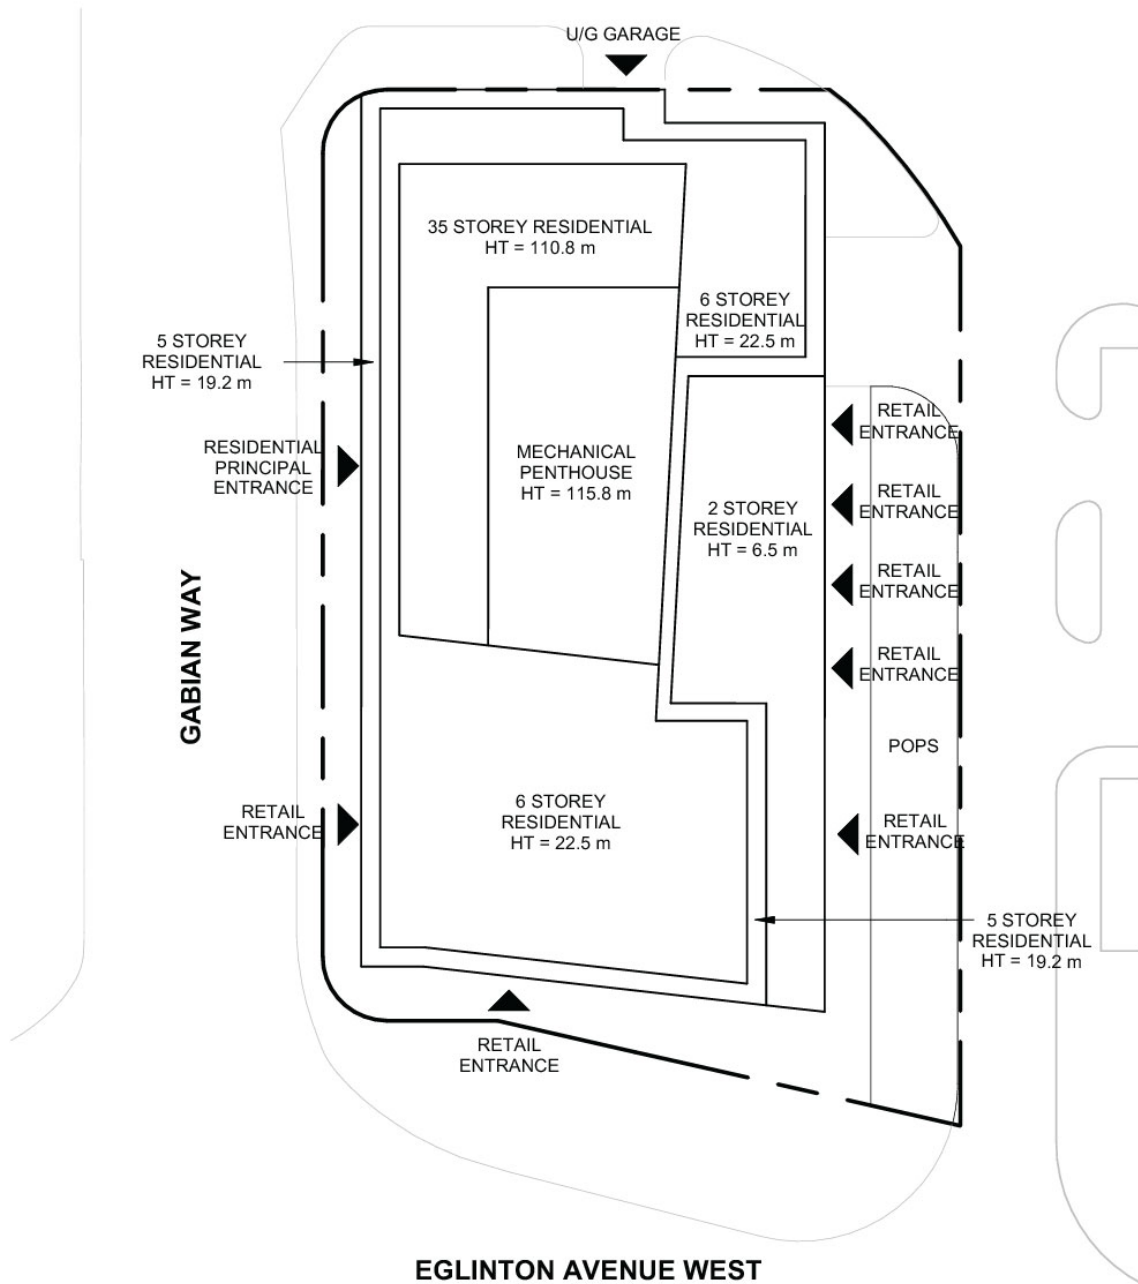 U/G GARAGE
35 STOREY RESIDENTIAL
HT = 110.8 m
6 STOREY
RESIDENTIAL
HT = 22.5 m
5 STOREY
RESIDENTIAL
HT = 19.2 m
RETAIL
ENTRANCE
RESIDENTIAL
PRINCIPAL
ENTRANCE
MECHANICAL
PENTHOUSE
HT = 115.8 m
RETAIL
ENTRANCE
2 STOREY
RESIDENTIAL
HT = 6.5 m
RETAIL
ENTRANCE
GABIAN WAY
RETAIL
ENTRANCE
POPS
RETAIL
ENTRANCE
6 STOREY
RESIDENTIAL
HT = 22.5 m
RETAIL
ENTRANCE
5 STOREY
RESIDENTIAL
HT = 19.2 m
RETAIL
ENTRANCE
EGLINTON AVENUE WEST